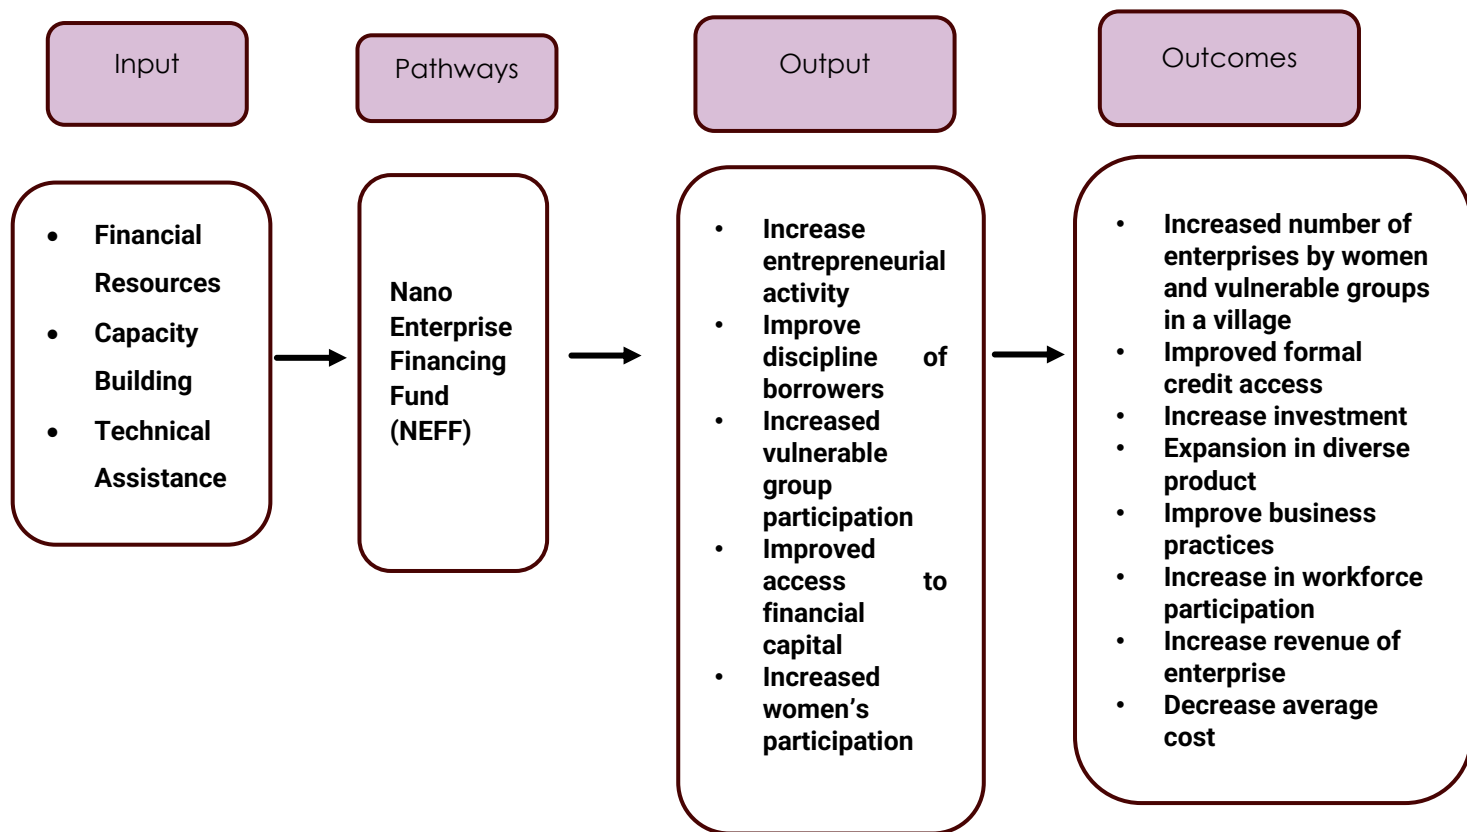 Input
Pathways
Output
Outcomes
• Financial
Resources
• Capacity
Building
• Technical
Assistance
Nano
Enterprise
Financing
Fund
(NEFF)
• Increase
entrepreneurial
activity
• Improve
discipline of
borrowers
• Increased
vulnerable
group
participation
• Improved
access to
financial
capital
• Increased
women’s
participation
• Increased number of
enterprises by women
and vulnerable groups
in a village
• Improved formal
credit access
• Increase investment
• Expansion in diverse
product
• Improve business
practices
• Increase in workforce
participation
• Increase revenue of
enterprise
• Decrease average
cost